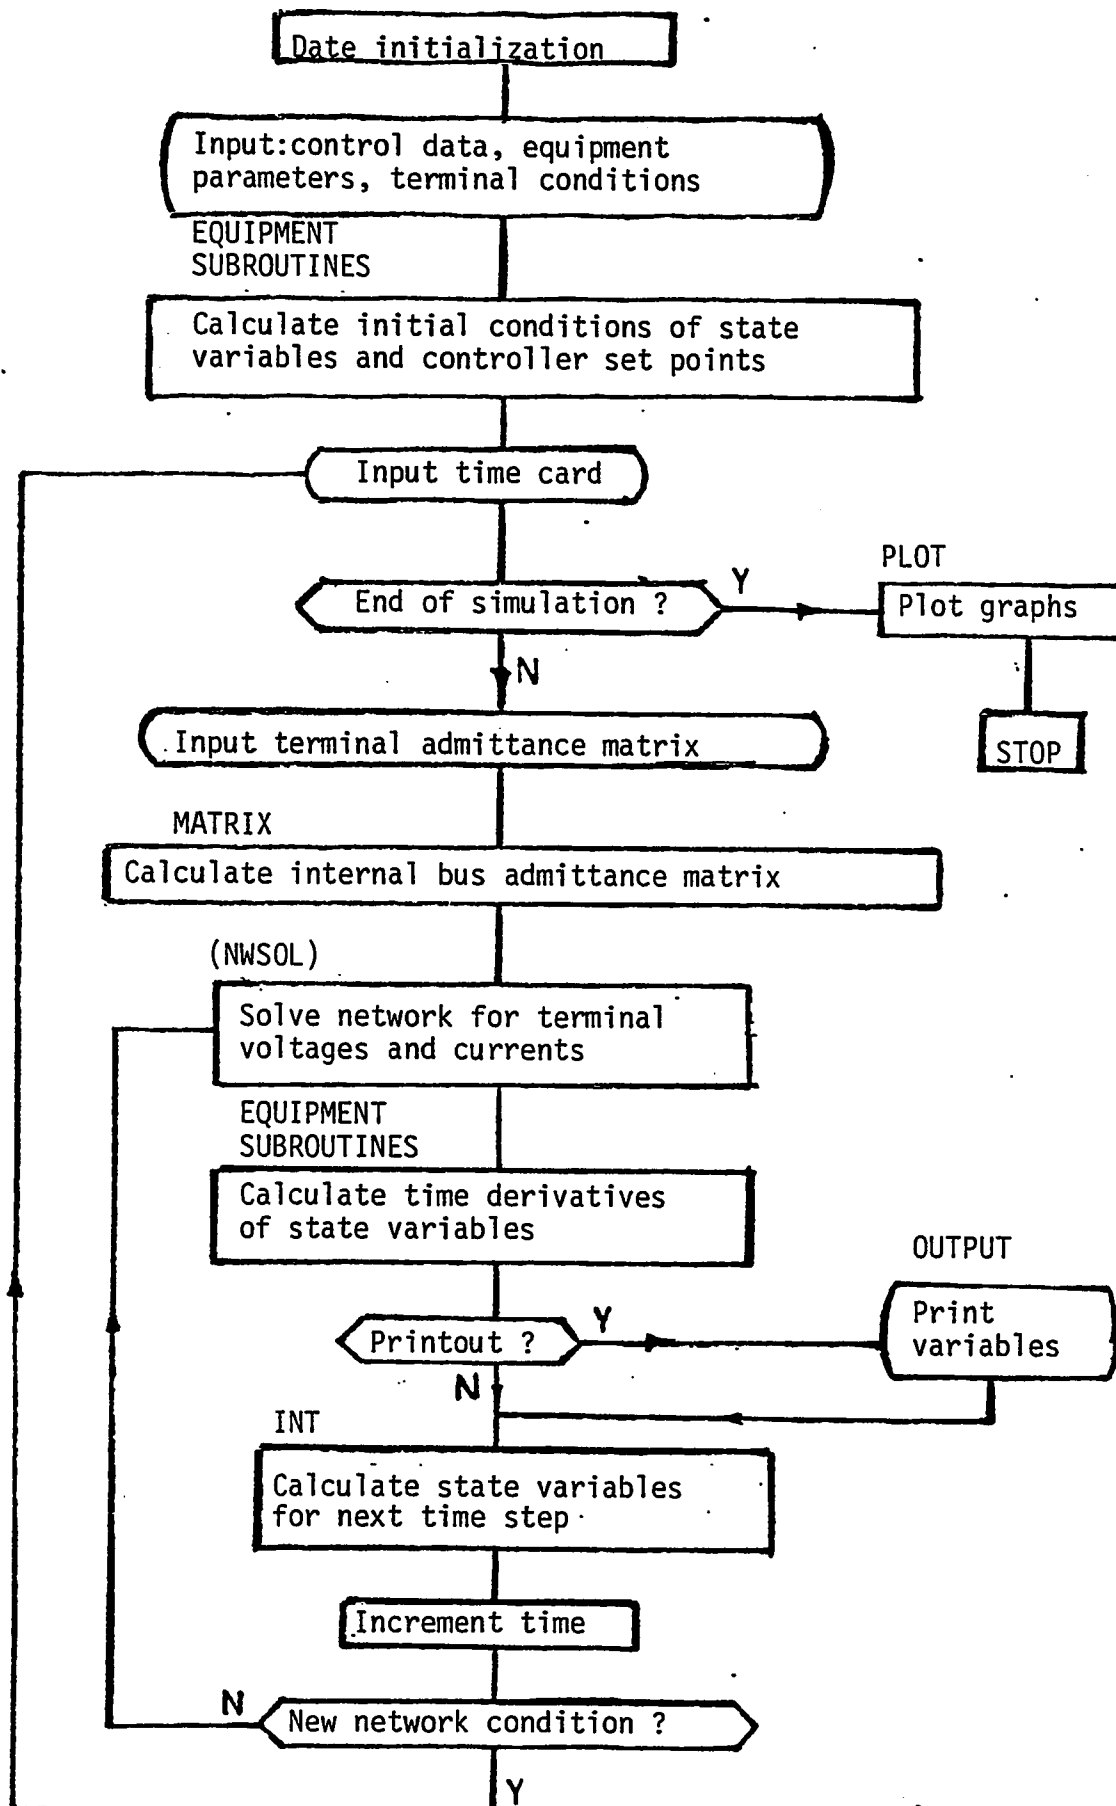 Date initialization
Input:control data, equipment
parameters, terminal conditions
EQUIPMENT
SUBROUTINES
Calculate initial conditions of state
variables and controller set points
Input time card
End of simulation ?
Y
PLOT
Plot graphs
N
STOP
Input terminal admittance matrix
MATRIX
Calculate internal bus admittance matrix
(NWSOL)
Solve network for terminal
voltages and currents
EQUIPMENT
SUBROUTINES
Calculate time derivatives
of state variables
OUTPUT
Print
variables
Printout ?
Y
N
INT
Calculate state variables
for next time step
Increment time
N
New network condition ?
Y